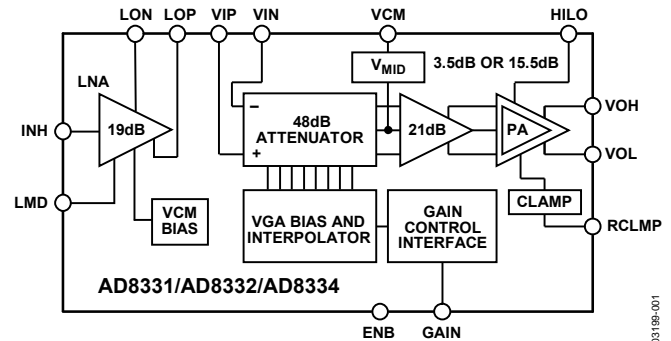 LON LOP VIP VIN VCM HILO
LNA
VMID
3.5dB OR 15.5dB
INH
19dB
–
+
48dB
ATTENUATOR
21dB
PA
VOH
VOL
LMD
VCM
BIAS
VGA BIAS AND
INTERPOLATOR
GAIN
CONTROL
INTERFACE
CLAMP
RCLMP
AD8331/AD8332/AD8334
ENB GAIN
03199-001